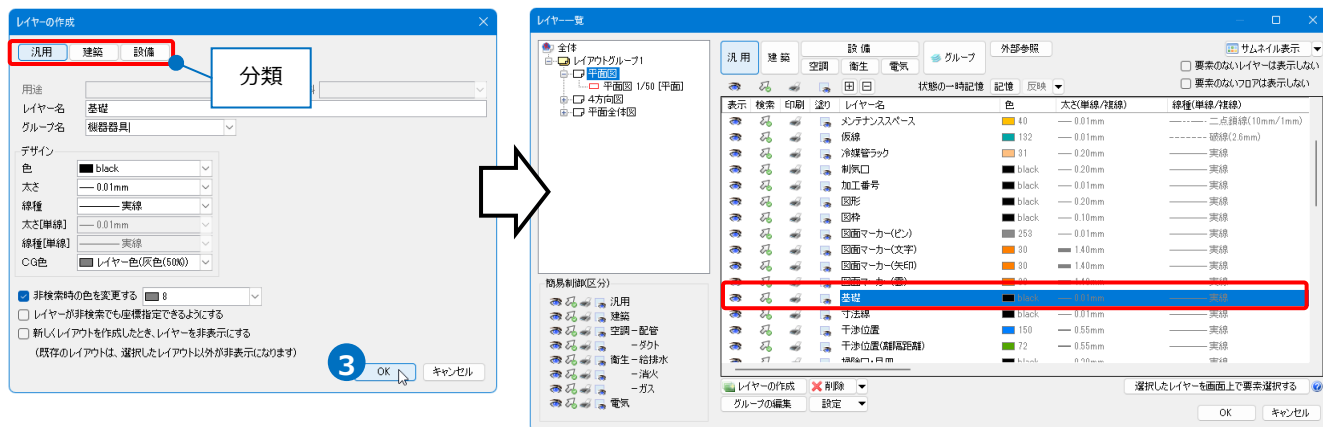 レイヤーの作成
汎用 建築 設備
分類
用途
レイヤー名 基礎
グループ名 機器器具
デザイン
色 black
太さ 0.01mm
線種 実線
太さ[単線] 0.01mm
線種[単線] 実線
CG色 レイヤー色(灰色(50%))
非検索時の色を変更する 8
レイヤーが非検索でも座標指定できるようにする
新しくレイアウトを作成したとき、レイヤーを非表示にする
(既存のレイアウトは、選択したレイアウト以外が非表示になります)
3
OK キャンセル
レイヤー一覧
全体
レイアウトグループ1
平面図
平面図 1/50 [平面]
4方向図
平面全体図
簡易制御(区分)
汎用
建築
空調-配管
-ダクト
衛生-給排水
-消火
-ガス
電気
汎用 建築 設備 グループ 外部参照 サムネイル表示
空調 衛生 電気
要素のないレイヤーは表示しない
要素のないフロアは表示しない
状態の一時記憶 記憶 反映
表示 検索 印刷 塗り レイヤー名 色 太さ(単線/複線) 線種(単線/複線)
メンテナンススペース 40 0.01mm 二点鎖線(10mm/1mm)
仮線 132 0.01mm 破線(2.6mm)
冷媒管ラック 31 0.20mm 実線
制気口 black 0.20mm 実線
加工番号 black 0.01mm 実線
図形 black 0.20mm 実線
図枠 black 0.10mm 実線
図面マーカー(ピン) 253 0.01mm 実線
図面マーカー(文字) 30 1.40mm 実線
図面マーカー(矢印) 30 1.40mm 実線
図面マーカー(雲) 30 1.40mm 実線
基礎 black 0.01mm 実線
寸法線 black 0.01mm 実線
干渉位置 150 0.55mm 実線
干渉位置(離隔距離) 72 0.55mm 実線
掃除口・目皿 black 0.20mm 実線
レイヤーの作成 削除 選択したレイヤーを画面上で要素選択する
グループの編集 設定
OK キャンセル